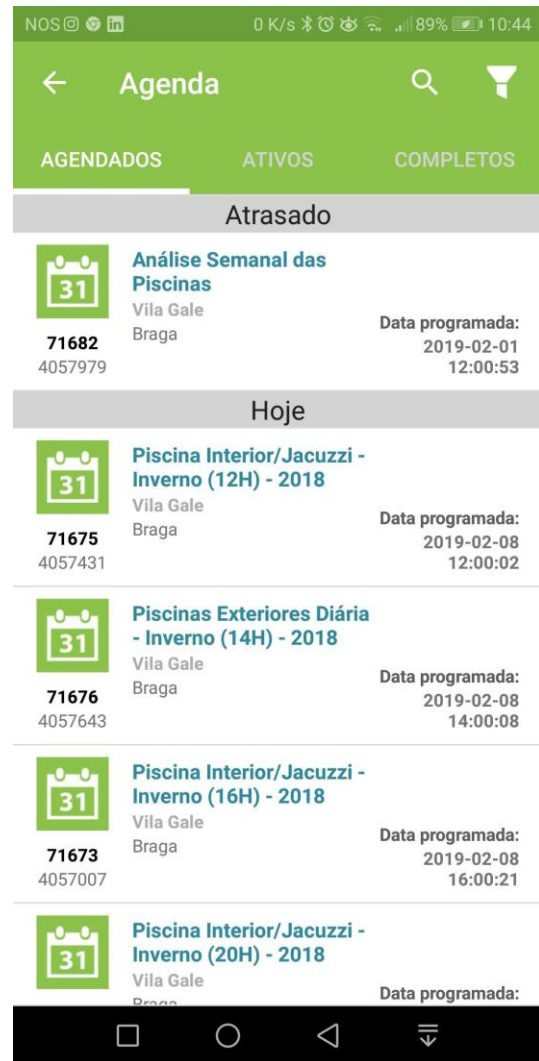 NOS 0 K/s 89% 10:44
Agenda
AGENDADOS ATIVOS COMPLETOS
Atrasado
31
Análise Semanal das
Piscinas
Vila Gale
Braga
71682
4057979
Data programada:
2019-02-01
12:00:53
Hoje
31
Piscina Interior/Jacuzzi -
Inverno (12H) - 2018
Vila Gale
Braga
71675
4057431
Data programada:
2019-02-08
12:00:02
31
Piscinas Exteriores Diária
- Inverno (14H) - 2018
Vila Gale
Braga
71676
4057643
Data programada:
2019-02-08
14:00:08
31
Piscina Interior/Jacuzzi -
Inverno (16H) - 2018
Vila Gale
Braga
71673
4057007
Data programada:
2019-02-08
16:00:21
31
Piscina Interior/Jacuzzi -
Inverno (20H) - 2018
Vila Gale
Braga
Data programada: